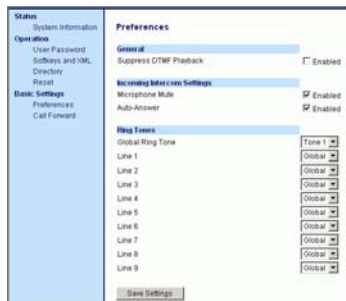 Status
System Information
Operation
User Password
Softkeys and XML
Directory
Reset
Basic Settings
Preferences
Call Forward
Preferences
General
Suppress DTMF Playback Enabled
Incoming Intercom Settings
Microphone Mute Enabled
Auto-Answer Enabled
Ring Tones
Global Ring Tone Tone 1
Line 1 Global
Line 2 Global
Line 3 Global
Line 4 Global
Line 5 Global
Line 6 Global
Line 7 Global
Line 8 Global
Line 9 Global
Save Settings